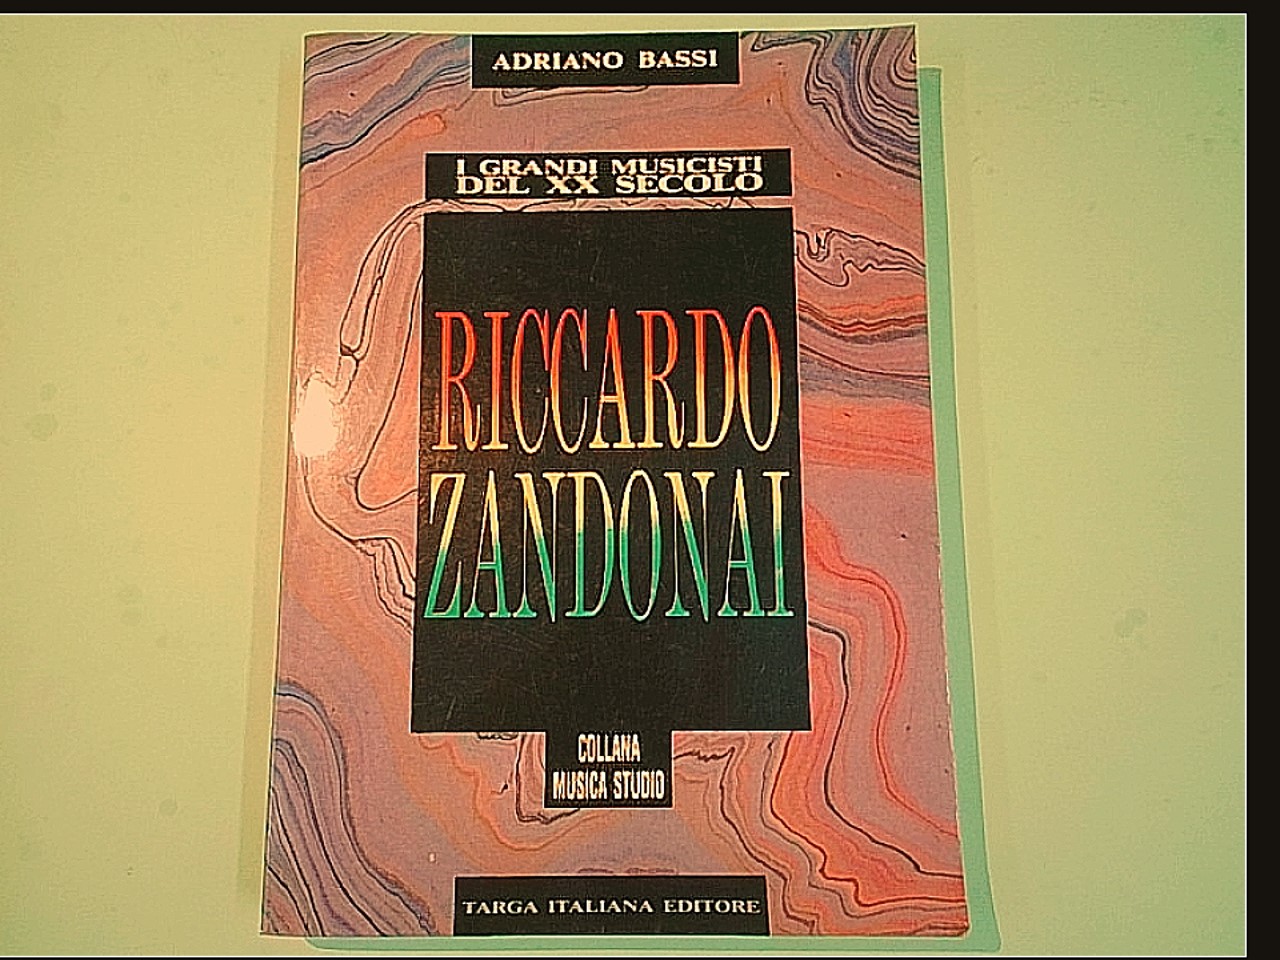 ADRIANO BASSI
I GRANDI MUSICISTI
DEL XX SECOLO
RICCARDO
ZANDONAI
COLLANA
MUSICA STUDIO
TARGA ITALIANA EDITORE